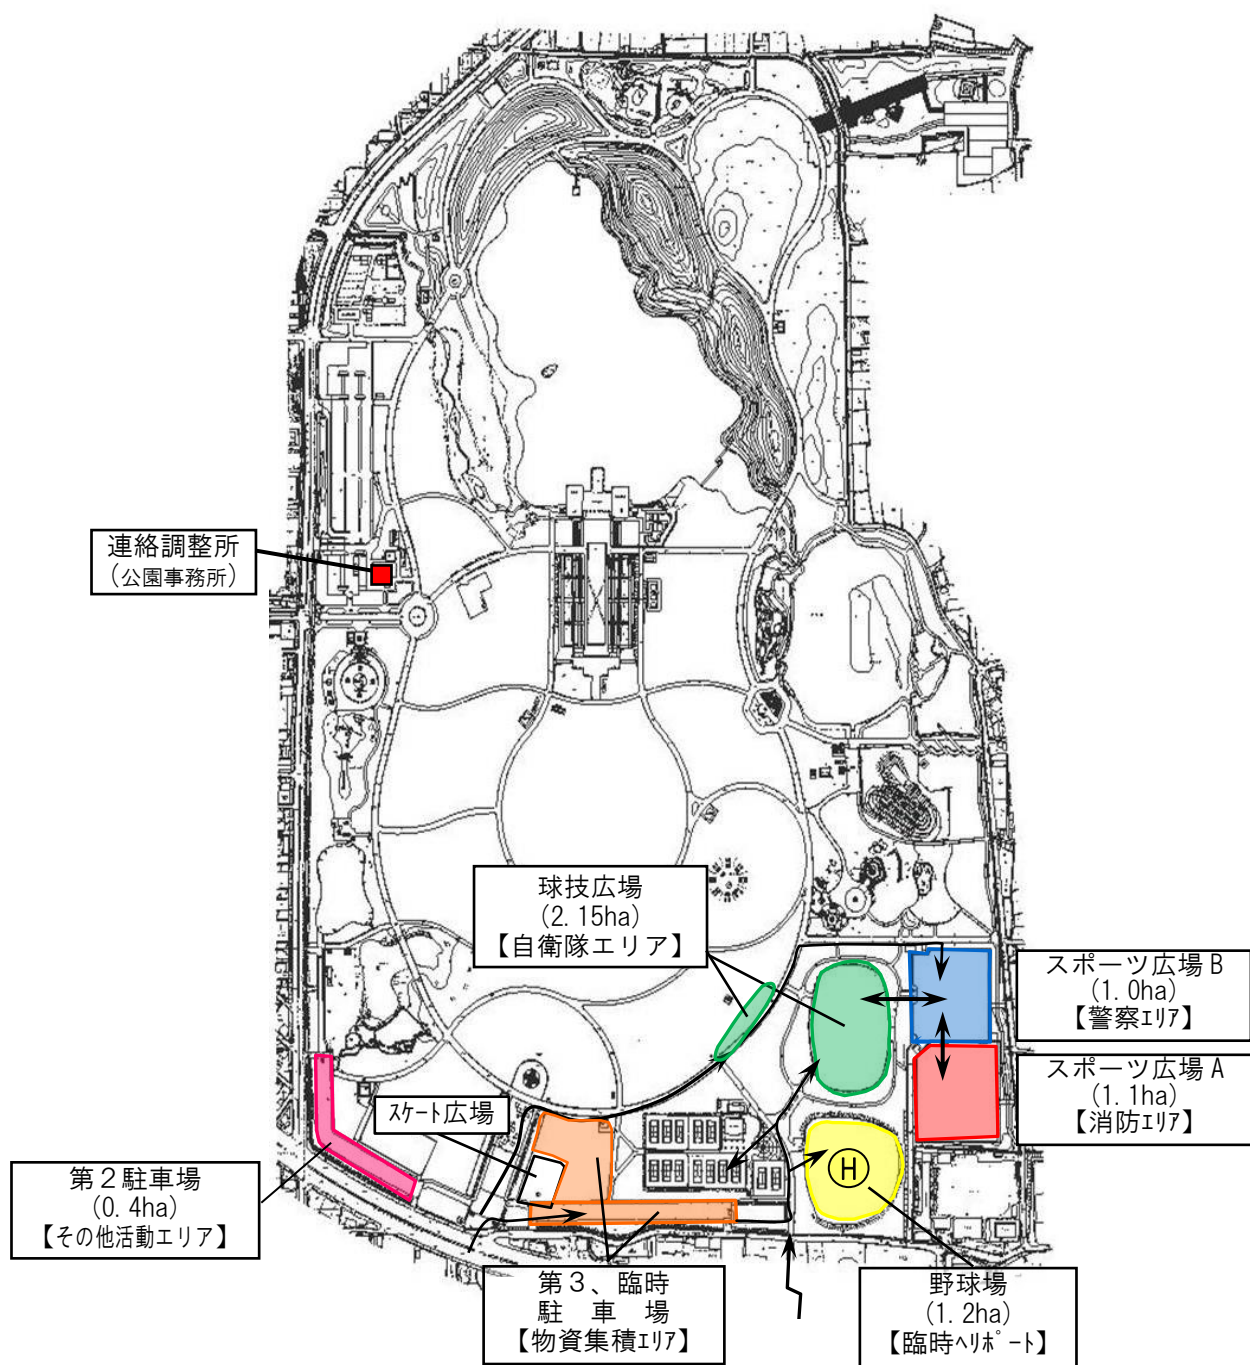 連絡調整所
（公園事務所）
球技広場
(2.15ha)
【自衛隊エリア】
スポーツ広場B
(1.0ha)
【警察ｴﾘｱ】
スポーツ広場A
(1.1ha)
【消防ｴﾘｱ】
ｽｹｰﾄ広場
第２駐車場
(0.4ha)
【その他活動エリア】
H
第３、臨時
駐 車 場
【物資集積ｴﾘｱ】
野球場
(1.2ha)
【臨時ﾍﾘﾎﾟｰﾄ】